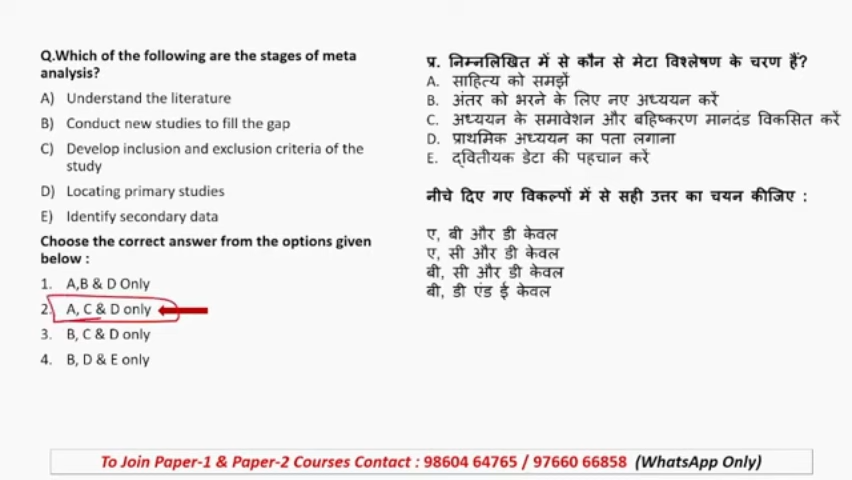 Q.Which of the following are the stages of meta
analysis?
A) Understand the literature
B) Conduct new studies to fill the gap
C) Develop inclusion and exclusion criteria of the
study
D) Locating primary studies
E) Identify secondary data
Choose the correct answer from the options given
below :
1. A,B & D Only
2. A, C & D only
3. B, C & D only
4. B, D & E only
प्र. निम्नलिखित में से कौन से मेटा विश्लेषण के चरण हैं?
A. साहित्य को समझें
B. अंतर को भरने के लिए नए अध्ययन करें
C. अध्ययन के समावेशन और बहिष्करण मानदंड विकसित करें
D. प्राथमिक अध्ययन का पता लगाना
E. द्वितीयक डेटा की पहचान करें
नीचे दिए गए विकल्पों में से सही उत्तर का चयन कीजिए :
ए, बी और डी केवल
ए, सी और डी केवल
बी, सी और डी केवल
बी, डी एंड ई केवल
To Join Paper-1 & Paper-2 Courses Contact : 98604 64765 / 97660 66858 (WhatsApp Only)